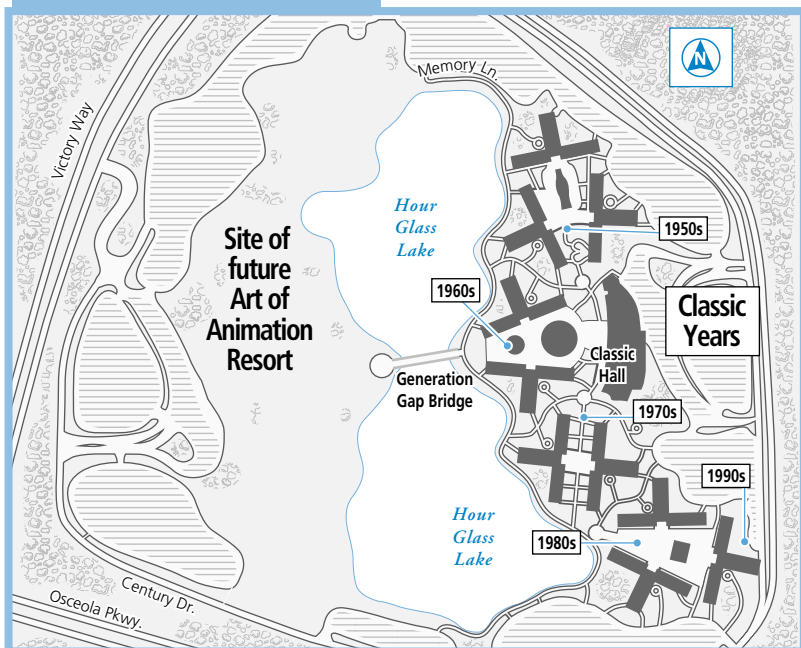 Memory Ln.
N
Victory Way
Hour
Glass
Lake
1950s
Site of
future
Art of
Animation
Resort
1960s
Classic
Years
Classic
Hall
Generation
Gap Bridge
1970s
1990s
Hour
Glass
Lake
1980s
Century Dr.
Osceola Pkwy.